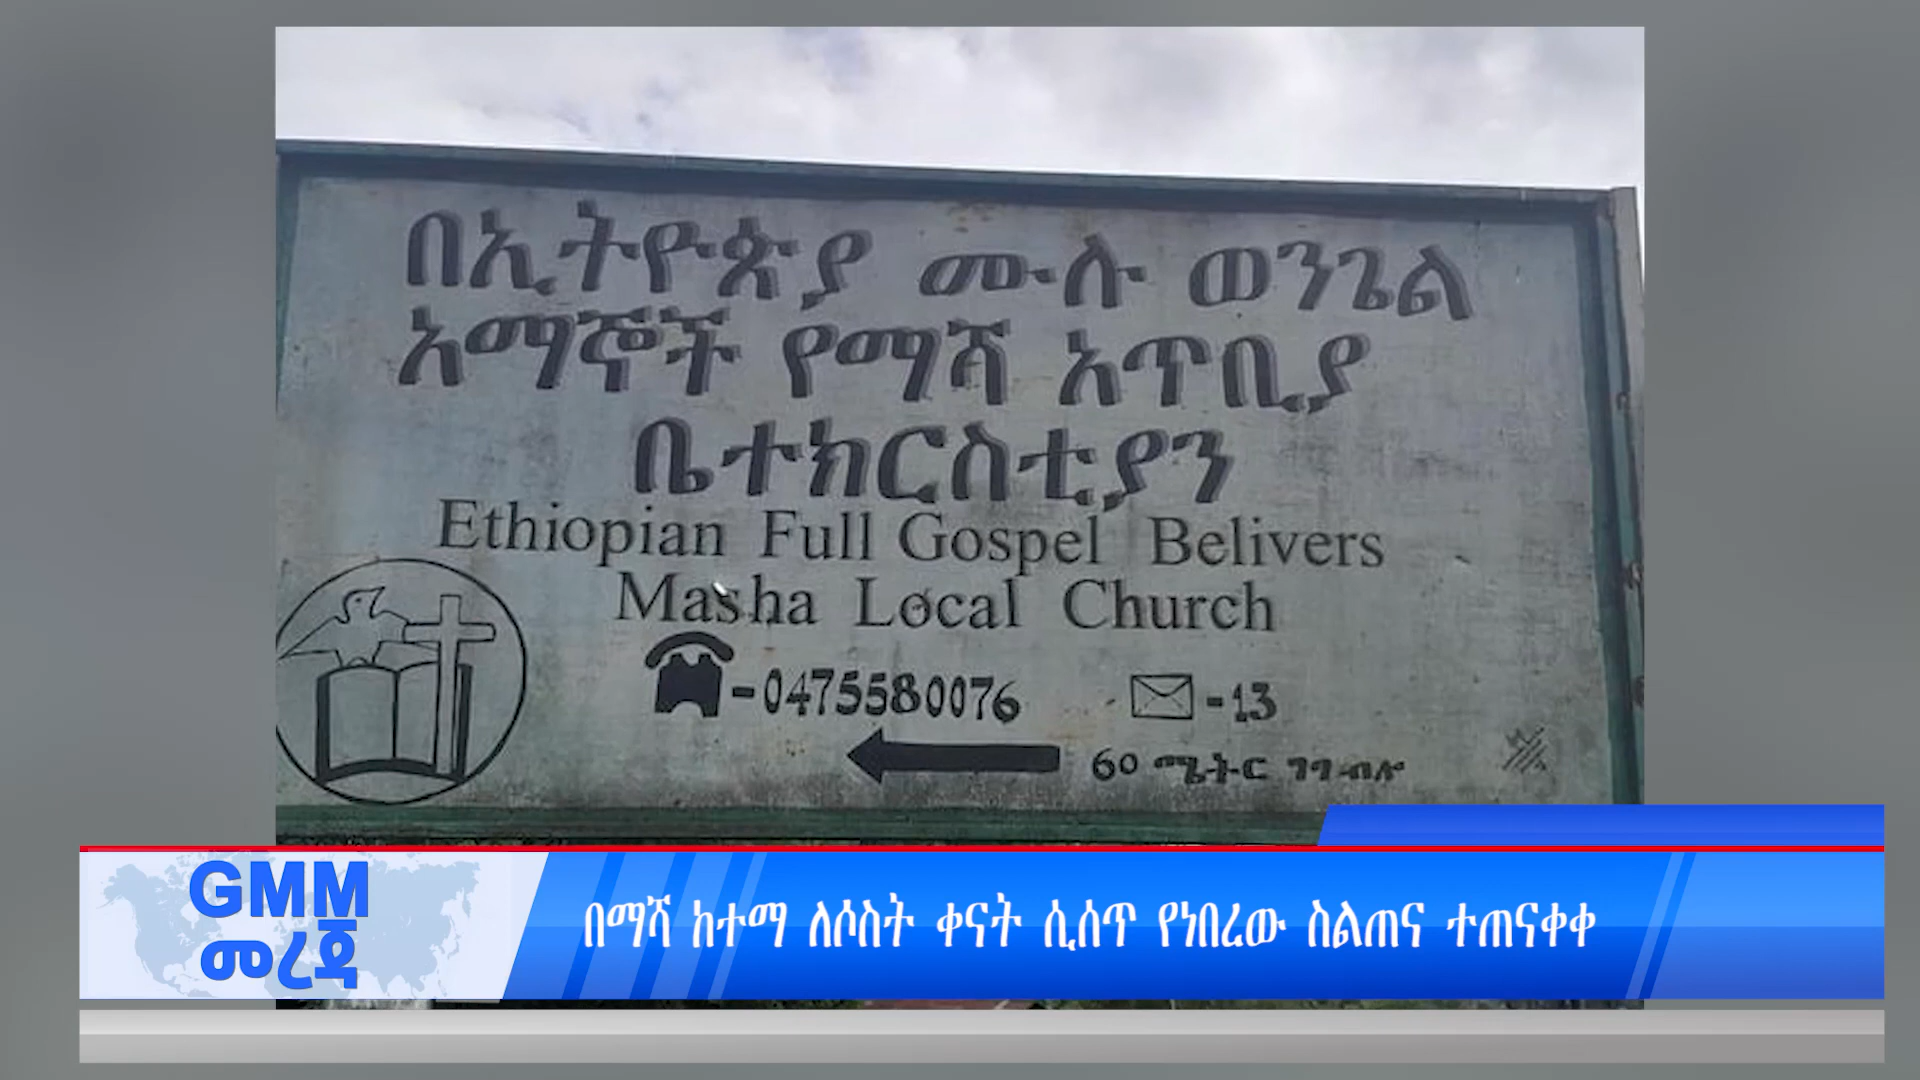 በኢትዮጵያ ሙሉ ወንጌል
አማኞች የማሻ አጥቢያ
ቤተክርስቲያን
Ethiopian Full Gospel Belivers
Masha Local Church
-0475580076
-13
60 ሜትር ገባ ብሎ
GMM
መረጃ
በማሻ ከተማ ለሶስት ቀናት ሲሰጥ የነበረው ስልጠና ተጠናቀቀ